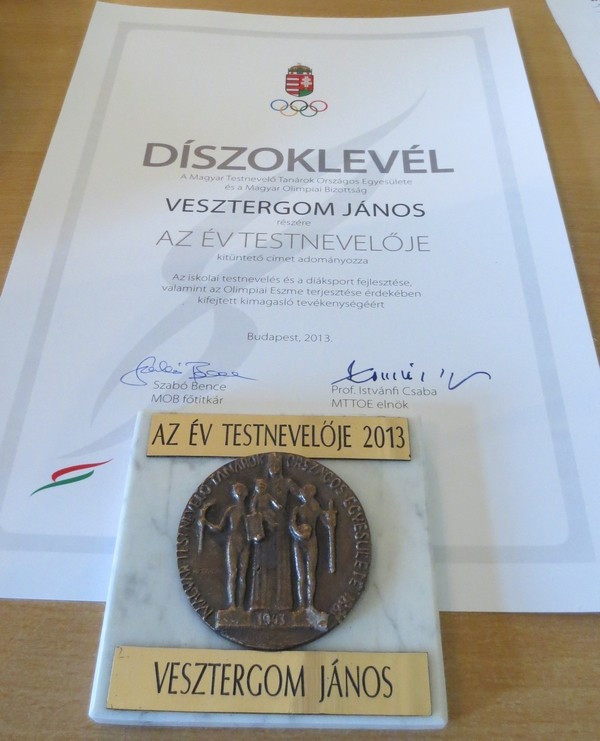 DÍSZOKLEVÉL
A Magyar Testnevelő Tanárok Országos Egyesülete
és a Magyar Olimpiai Bizottság
VESZTERGOM JÁNOS
részére
AZ ÉV TESTNEVELŐJE
kitüntető címet adományozza
Az iskolai testnevelés és a diáksport fejlesztése,
valamint az Olimpiai Eszme terjesztése érdekében
kifejtett kimagasló tevékenységéért
Budapest, 2013.
Szabó Bence
MOB főtitkár
Prof. Istvánfi Csaba
MTTOE elnök
AZ ÉV TESTNEVELŐJE 2013
MAGYAR TESTNEVELŐ TANÁROK ORSZÁGOS EGYESÜLETE
VESZTERGOM JÁNOS